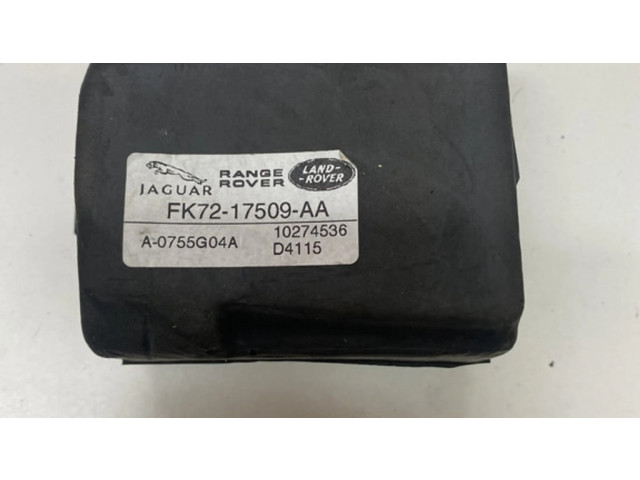 JAGUAR
RANGE ROVER
LAND-
-ROVER
FK72-17509-AA
A-0755G04A
10274536
D4115